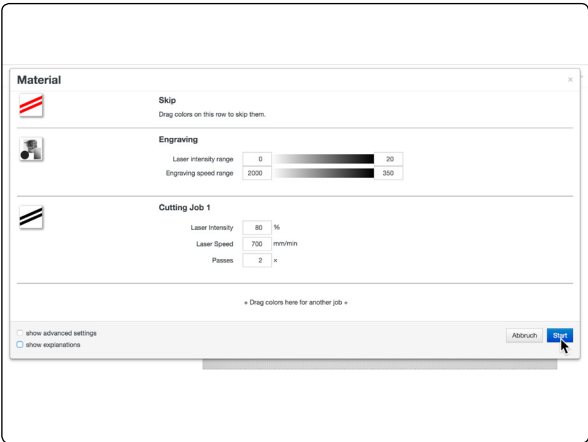 Material
×
Skip
Drag colors on this row to skip them.
Engraving
Laser intensity range 0 20
Engraving speed range 2000 350
Cutting Job 1
Laser Intensity 80 %
Laser Speed 700 mm/min
Passes 2 x
+ Drag colors here for another job +
show advanced settings
show explanations
Abbruch Start